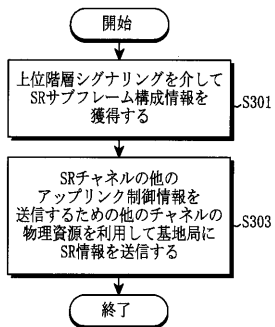 開始
上位階層シグナリングを介して
SRサブフレーム構成情報を
獲得する
S301
SRチャネルの他の
アップリンク制御情報を
送信するための他のチャネルの
物理資源を利用して基地局に
SR情報を送信する
S303
終了